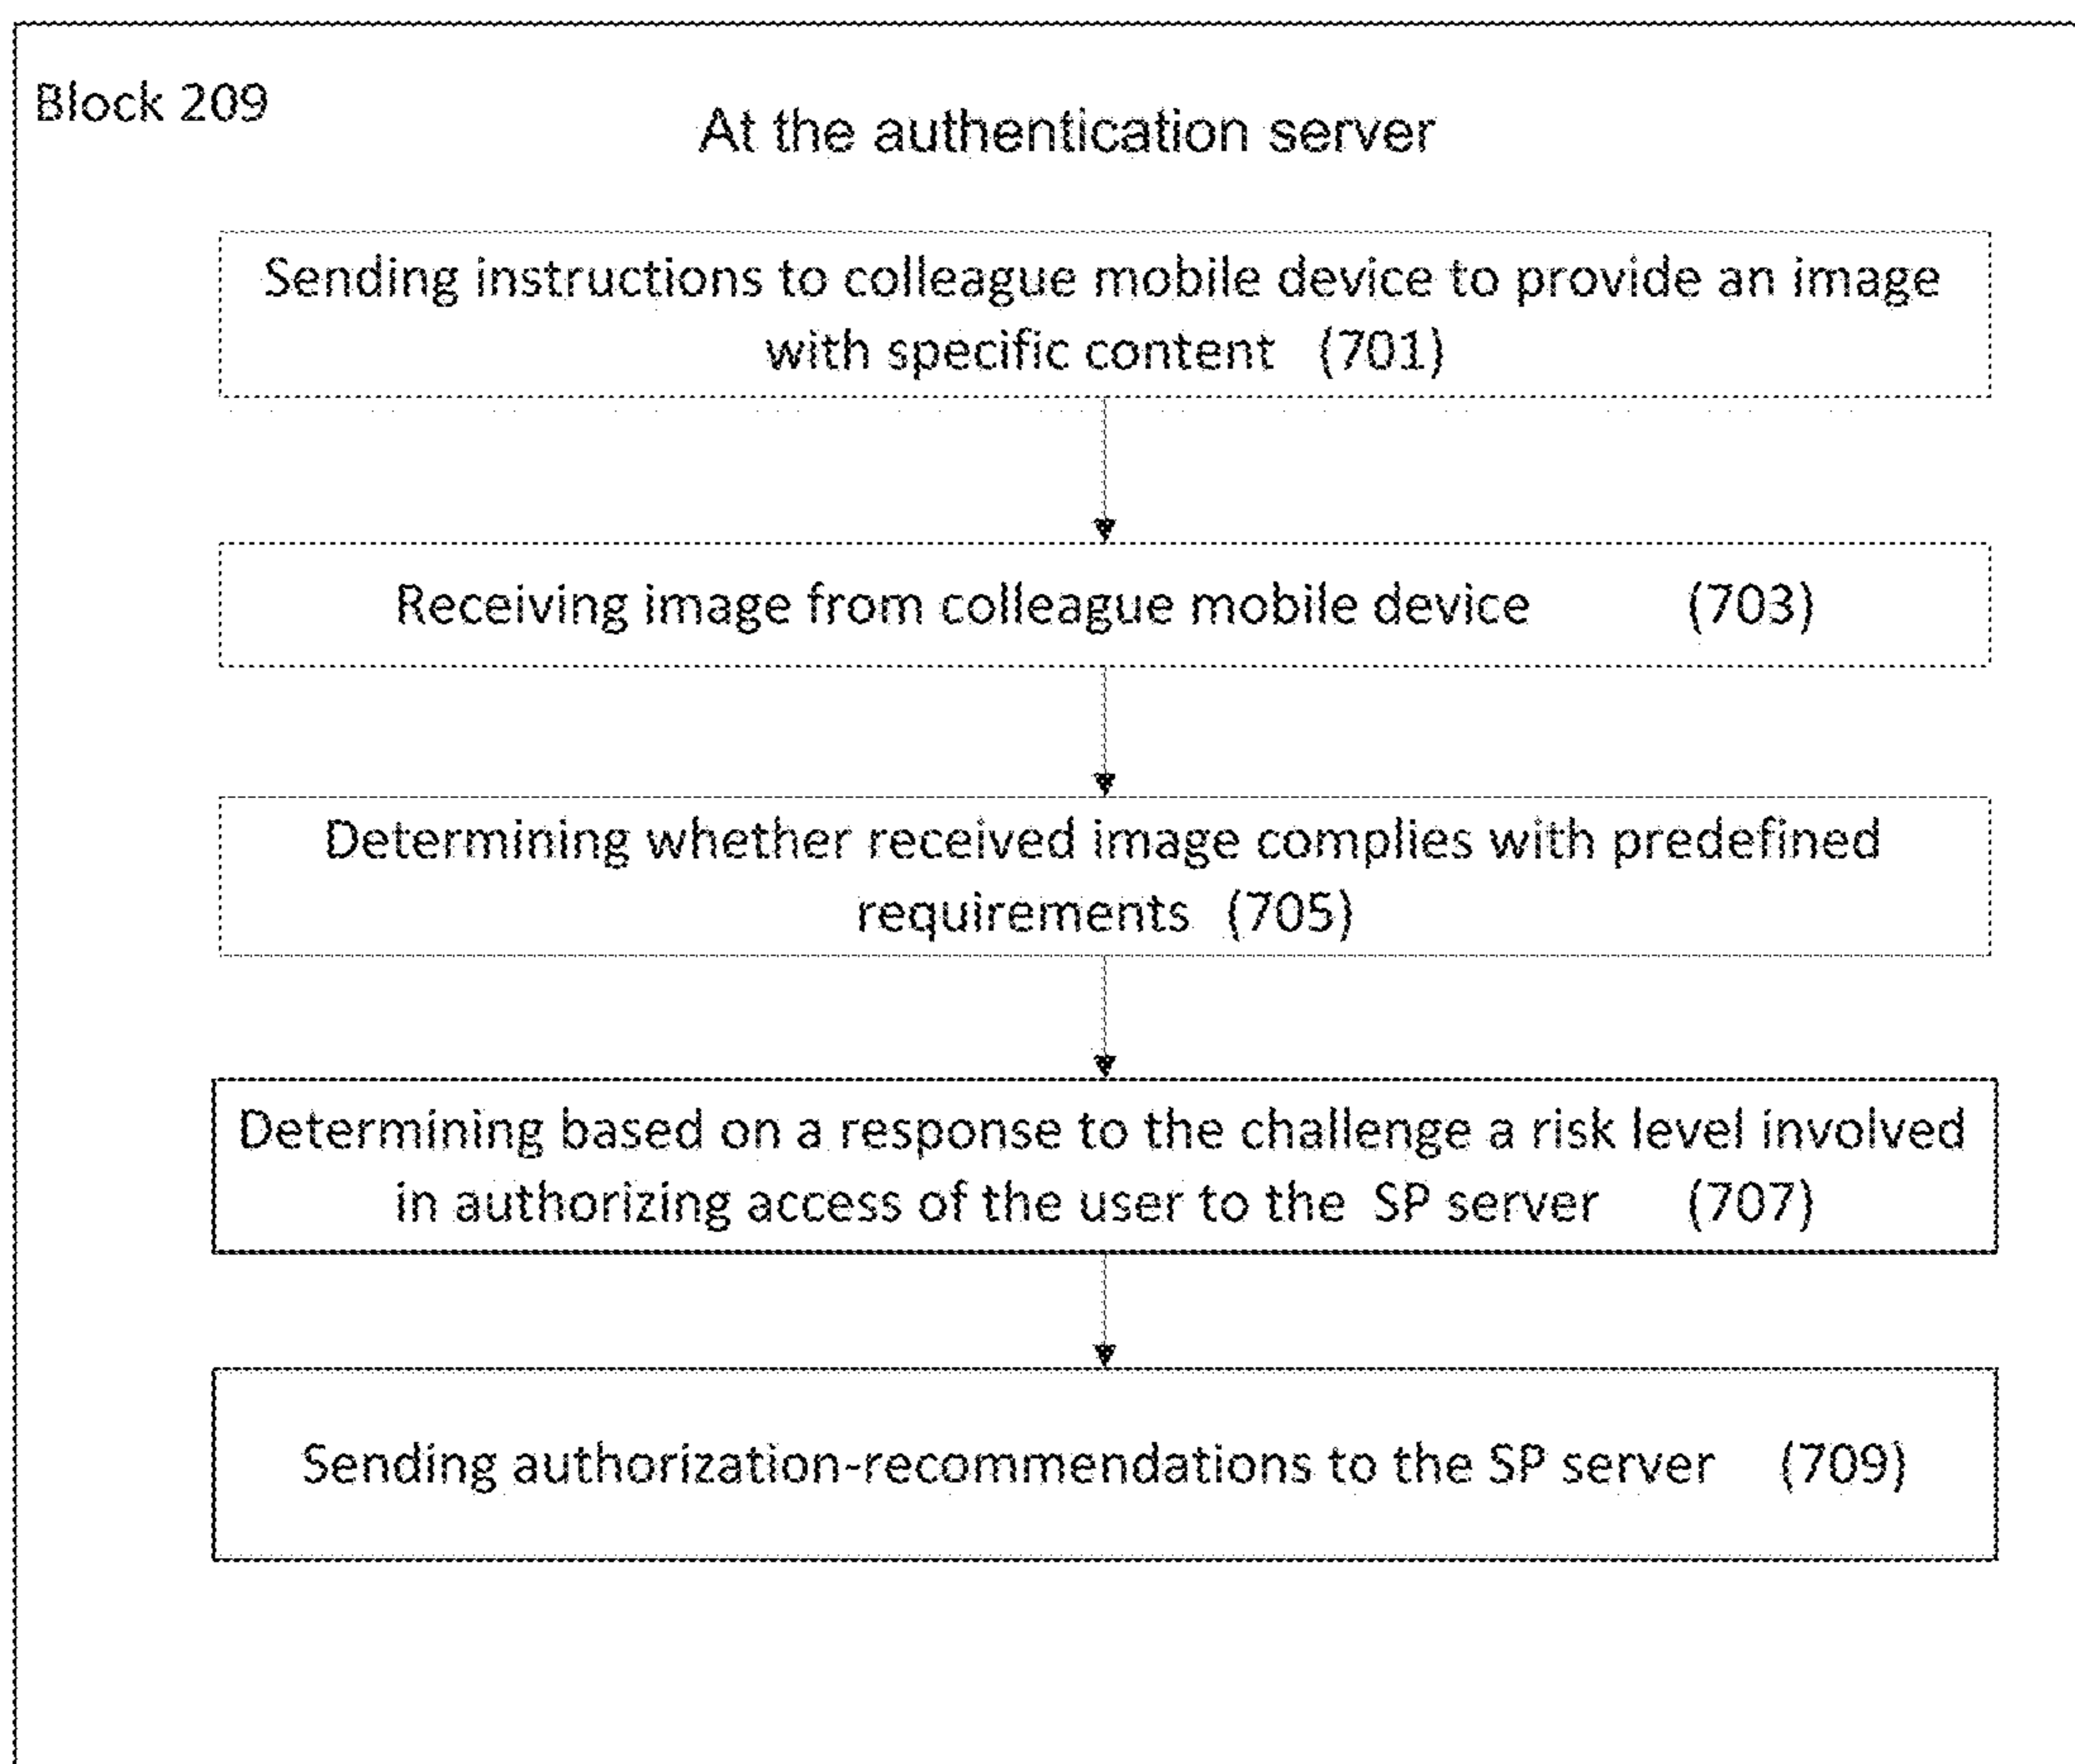 Block 209
At the authentication server
Sending instructions to colleague mobile device to provide an image
with specific content (701)
Receiving image from colleague mobile device (703)
Determining whether received image complies with predefined
requirements (705)
Determining based on a response to the challenge a risk level involved
in authorizing access of the user to the SP server (707)
Sending authorization-recommendations to the SP server (709)